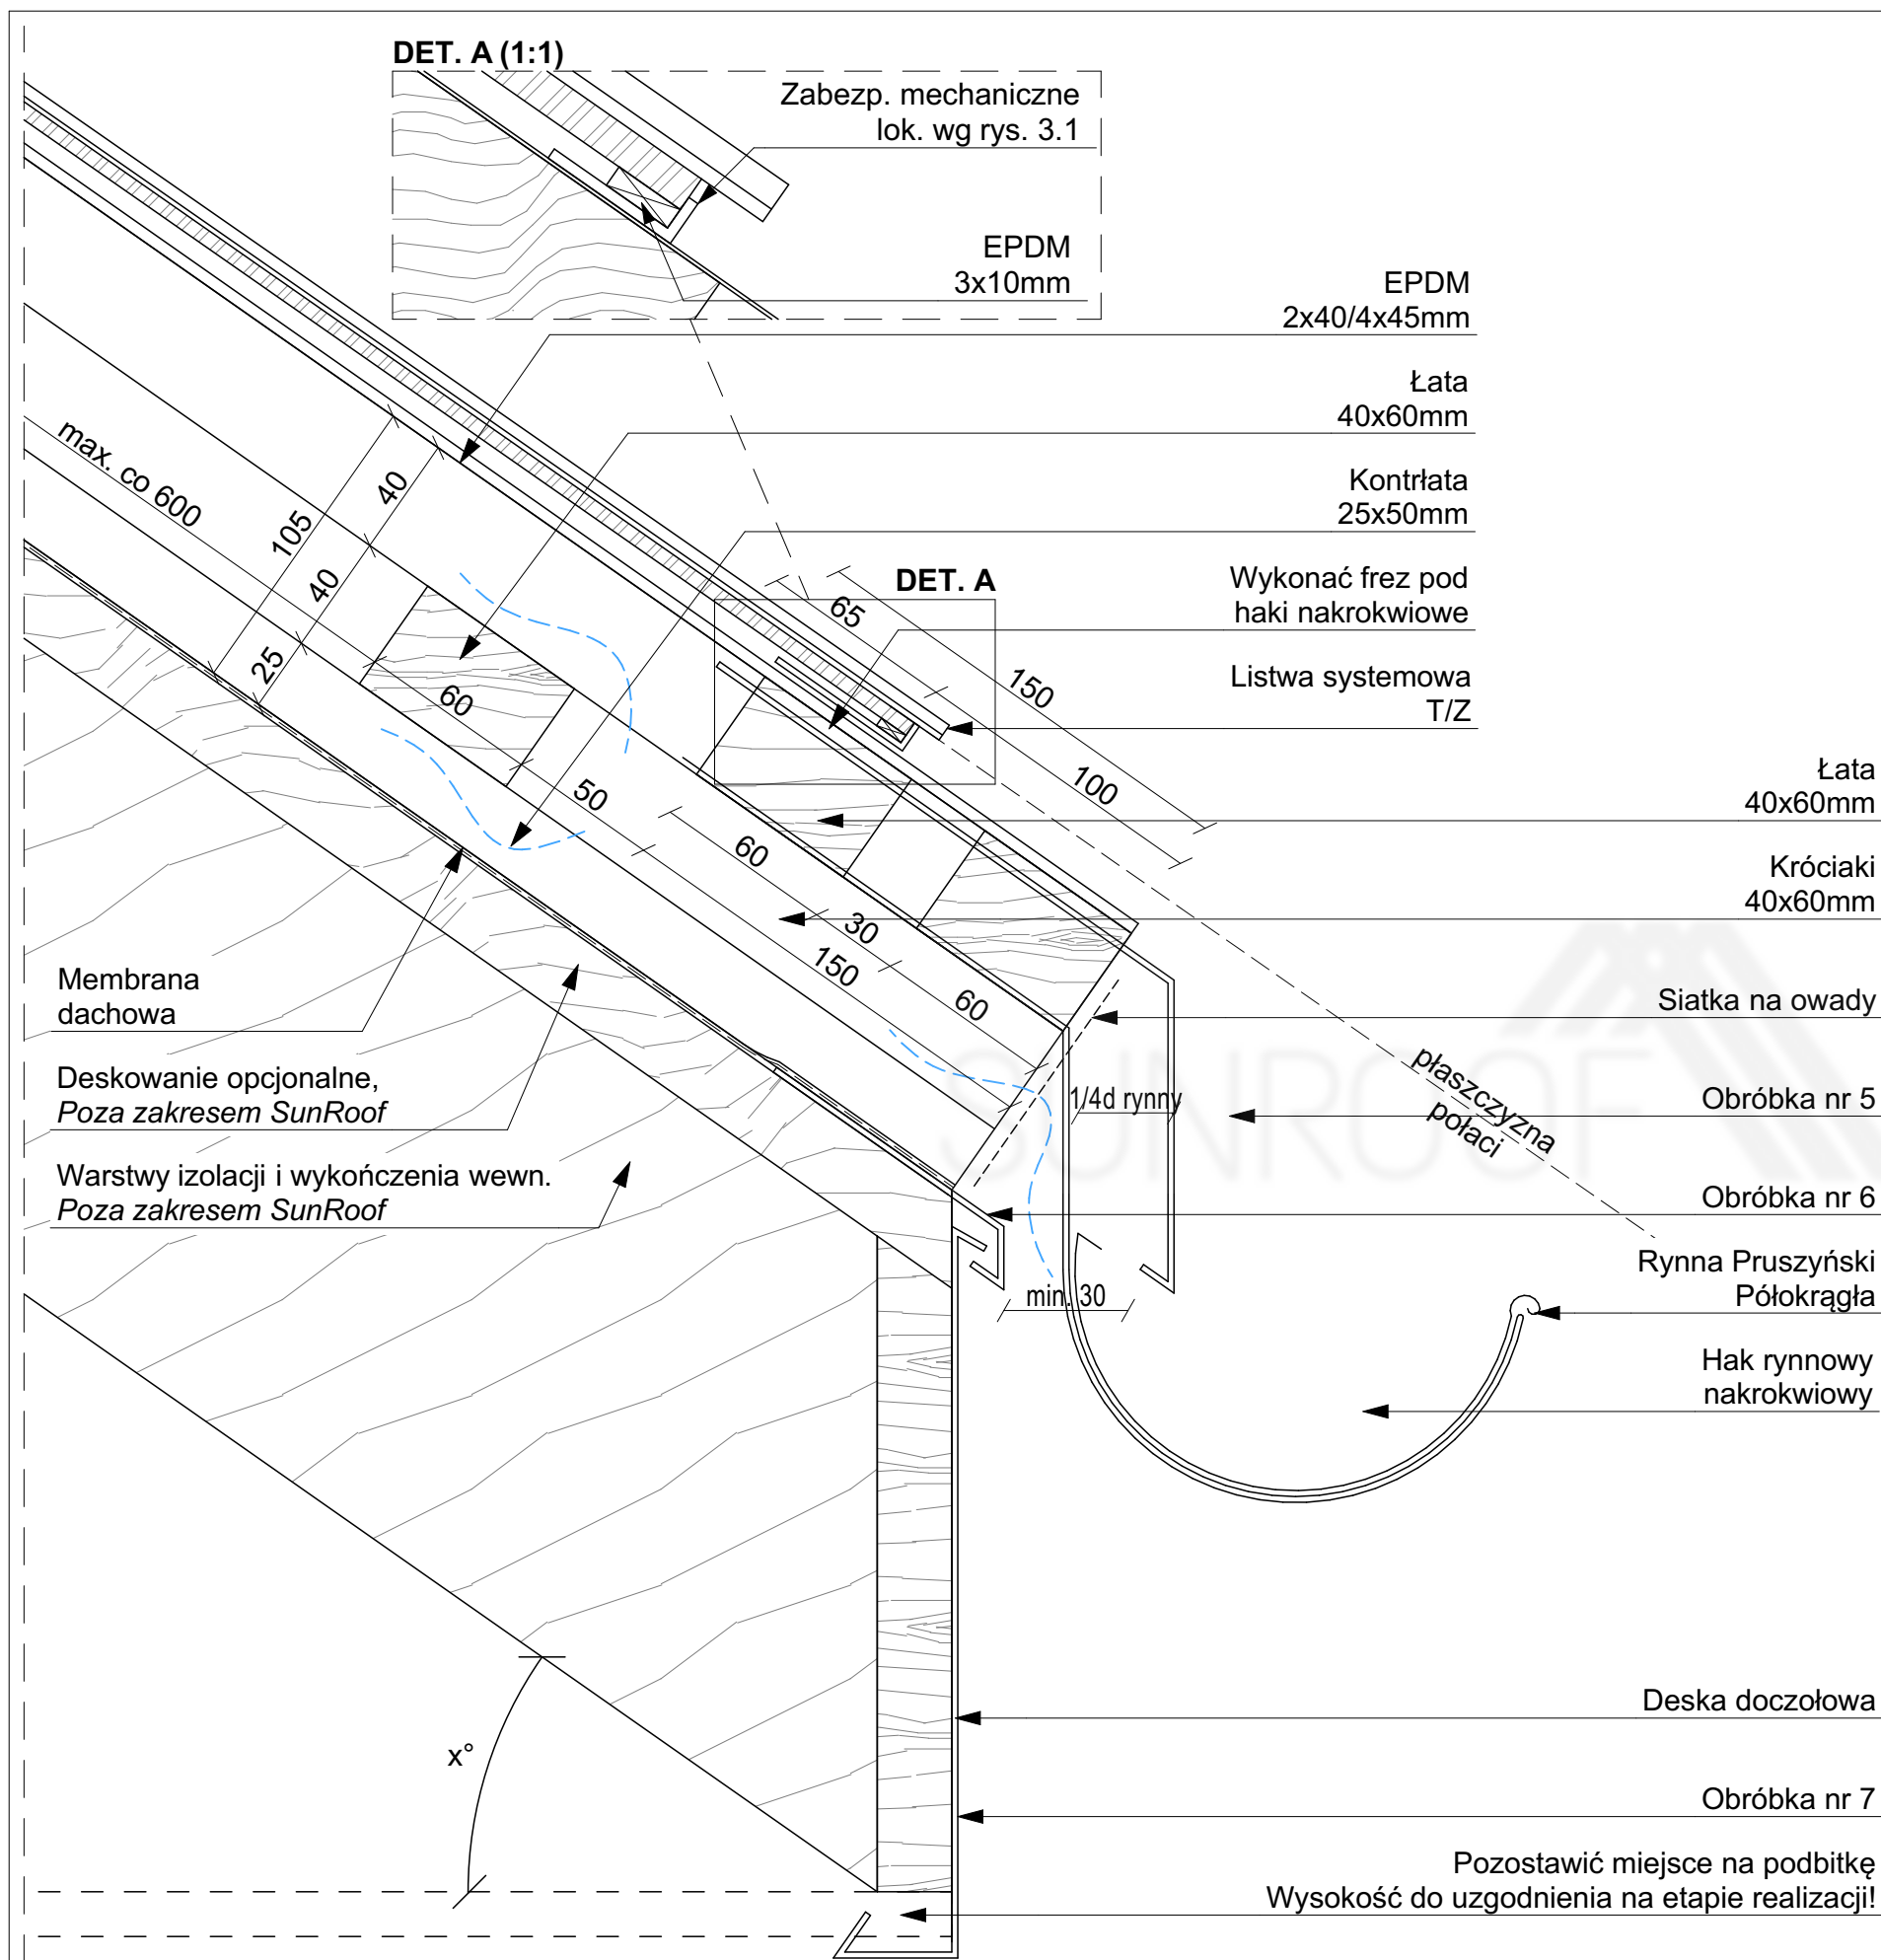 DET. A (1:1)
Zabezp. mechaniczne
lok. wg rys. 3.1
EPDM
3x10mm
EPDM
2x40/4x45mm
Łata
40x60mm
Kontrłata
25x50mm
Wykonać frez pod
haki nakrokwiowe
Listwa systemowa
T/Z
Łata
40x60mm
Króciaki
40x60mm
Siatka na owady
Obróbka nr 5
Obróbka nr 6
Rynna Pruszyński
Półokrągła
Hak rynnowy
nakrokwiowy
Deska doczołowa
Obróbka nr 7
Pozostawić miejsce na podbitkę
Wysokość do uzgodnienia na etapie realizacji!
max. co 600
105
40
40
25
60
50
60
30
150
60
DET. A
65
150
100
płaszczyzna
połaci
1/4d rynny
min. 30
Membrana
dachowa
Deskowanie opcjonalne,
Poza zakresem SunRoof
Warstwy izolacji i wykończenia wewn.
Poza zakresem SunRoof
x°
SUNROOF